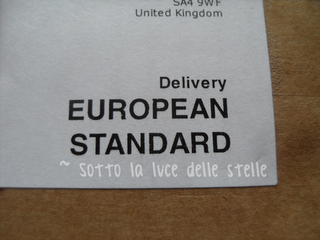 SA4 9WF
United Kingdom
Delivery
EUROPEAN
STANDARD
~ Sotto la luce delle stelle